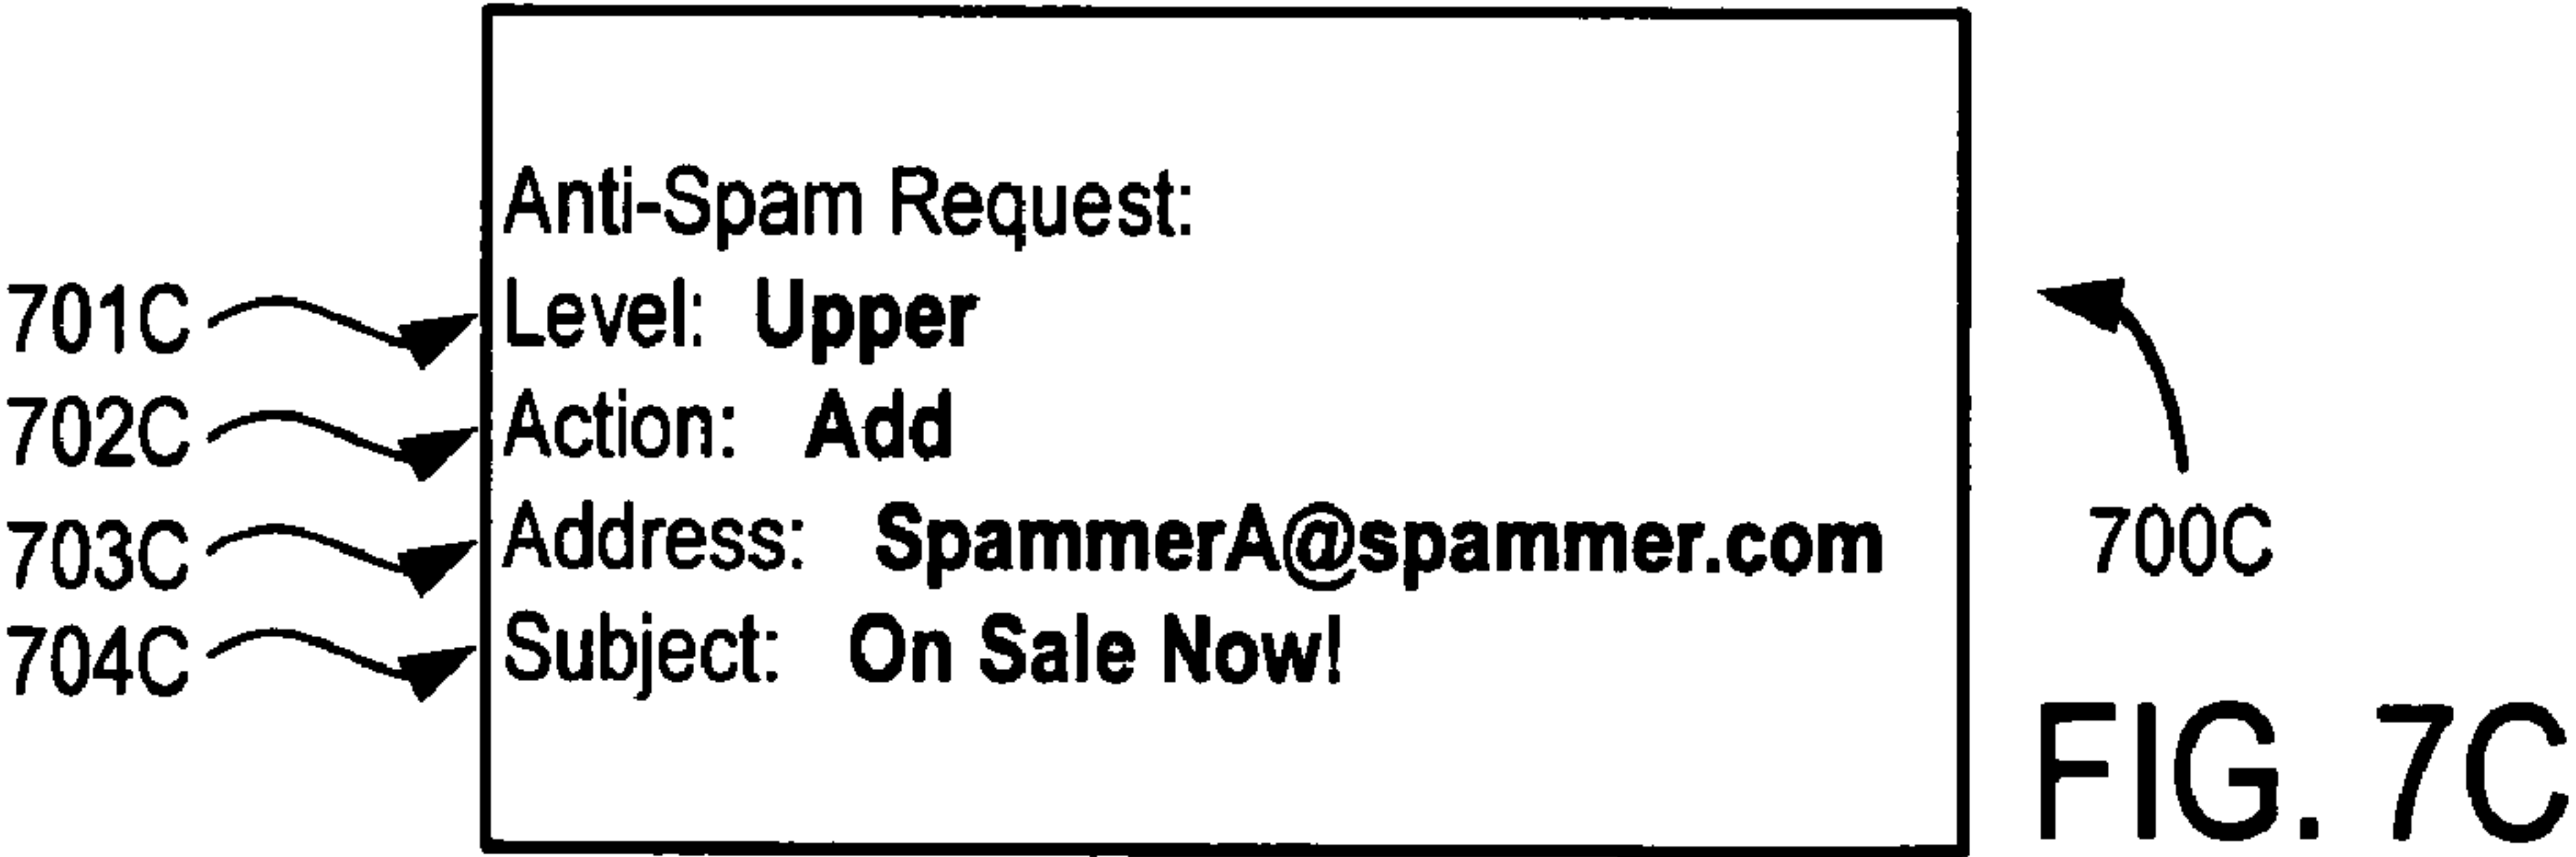 Anti-Spam Request:
701C Level: Upper
702C Action: Add
703C Address: SpammerA@spammer.com
704C Subject: On Sale Now!
700C
FIG. 7C